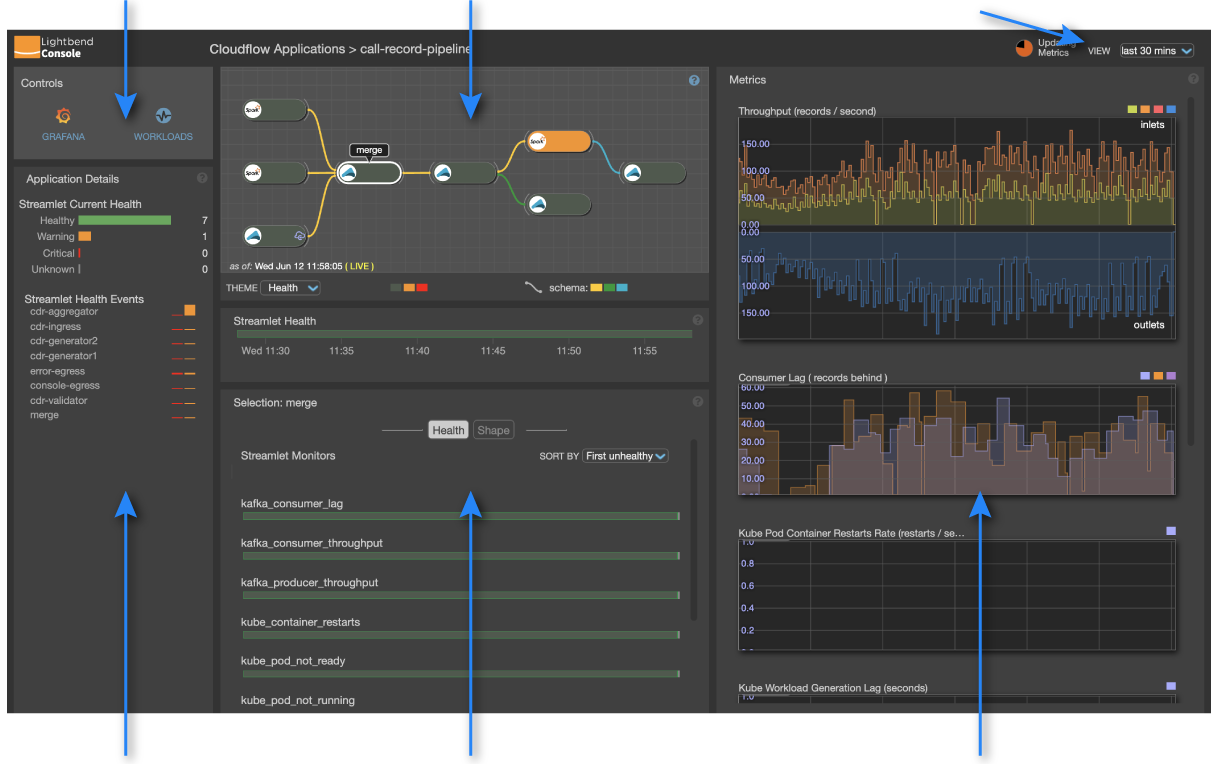 Lightbend
Console
Cloudflow Applications > call-record-pipeline
Updating
Metrics
VIEW last 30 mins
Controls
GRAFANA WORKLOADS
Application Details ?
Streamlet Current Health
Healthy 7
Warning 1
Critical 0
Unknown 0
Streamlet Health Events
cdr-aggregator
cdr-ingress
cdr-generator2
cdr-generator1
error-egress
console-egress
cdr-validator
merge
?
Spark
merge
Spark
Spark
as of: Wed Jun 12 11:58:05 ( LIVE )
THEME Health schema:
Streamlet Health ?
Wed 11:30 11:35 11:40 11:45 11:50 11:55
Selection: merge ?
Health Shape
Streamlet Monitors SORT BY First unhealthy
kafka_consumer_lag
kafka_consumer_throughput
kafka_producer_throughput
kube_container_restarts
kube_pod_not_ready
kube_pod_not_running
Metrics ?
Throughput (records / second)
inlets
150.00
100.00
50.00
0.00
0.00
50.00
100.00
150.00
outlets
Consumer Lag ( records behind )
60.00
50.00
40.00
30.00
20.00
10.00
Kube Pod Container Restarts Rate (restarts / se...
1.0
0.8
0.6
0.4
0.2
Kube Workload Generation Lag (seconds)
1.0